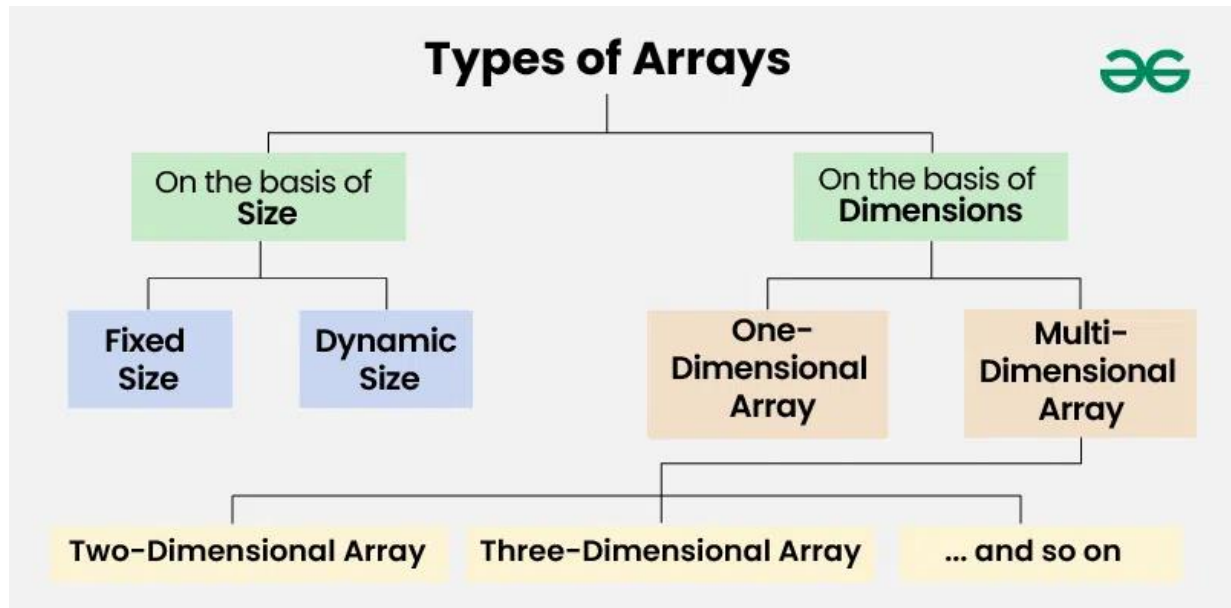 Types of Arrays
On the basis of
Size
On the basis of
Dimensions
Fixed
Size
Dynamic
Size
One-
Dimensional
Array
Multi-
Dimensional
Array
Two-Dimensional Array
Three-Dimensional Array
... and so on